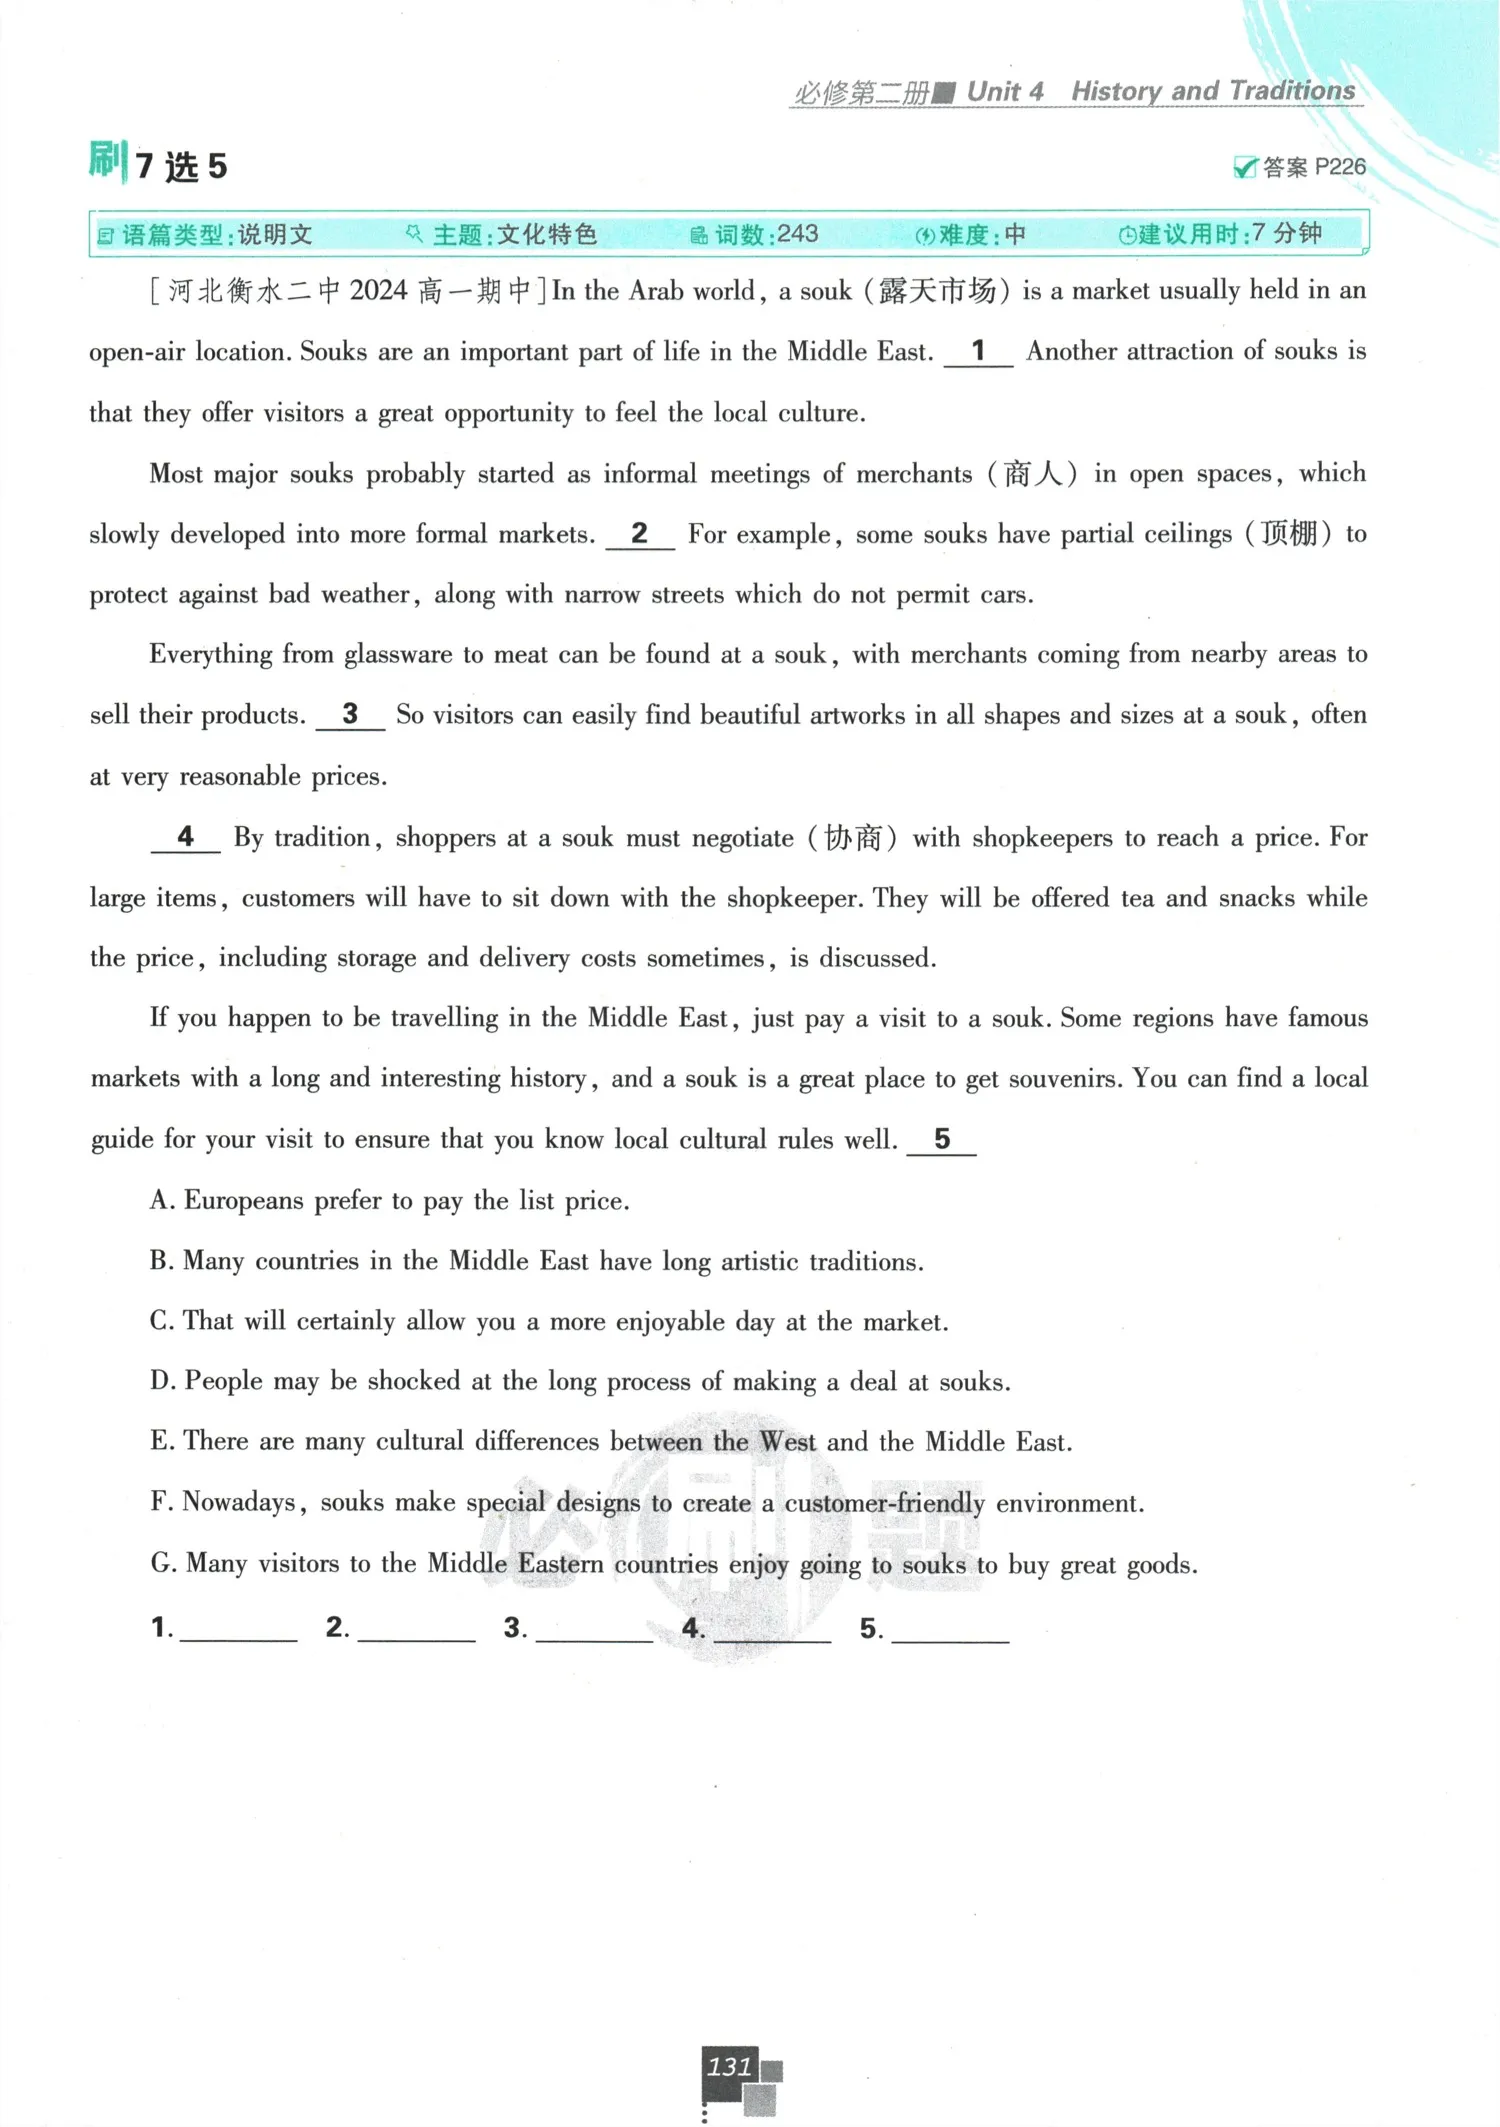 必修第二册 Unit 4 History and Traditions
刷 7 选 5
答案 P226
语篇类型:说明文 主题:文化特色 词数:243 难度:中 建议用时:7 分钟
[河北衡水二中 2024 高一期中]In the Arab world, a souk (露天市场) is a market usually held in an
open-air location. Souks are an important part of life in the Middle East. 1 Another attraction of souks is
that they offer visitors a great opportunity to feel the local culture.
Most major souks probably started as informal meetings of merchants (商人) in open spaces, which
slowly developed into more formal markets. 2 For example, some souks have partial ceilings (顶棚) to
protect against bad weather, along with narrow streets which do not permit cars.
Everything from glassware to meat can be found at a souk, with merchants coming from nearby areas to
sell their products. 3 So visitors can easily find beautiful artworks in all shapes and sizes at a souk, often
at very reasonable prices.
4 By tradition, shoppers at a souk must negotiate (协商) with shopkeepers to reach a price. For
large items, customers will have to sit down with the shopkeeper. They will be offered tea and snacks while
the price, including storage and delivery costs sometimes, is discussed.
If you happen to be travelling in the Middle East, just pay a visit to a souk. Some regions have famous
markets with a long and interesting history, and a souk is a great place to get souvenirs. You can find a local
guide for your visit to ensure that you know local cultural rules well. 5
A. Europeans prefer to pay the list price.
B. Many countries in the Middle East have long artistic traditions.
C. That will certainly allow you a more enjoyable day at the market.
D. People may be shocked at the long process of making a deal at souks.
E. There are many cultural differences between the West and the Middle East.
F. Nowadays, souks make special designs to create a customer-friendly environment.
G. Many visitors to the Middle Eastern countries enjoy going to souks to buy great goods.
必刷题
1. 2. 3. 4. 5.
131